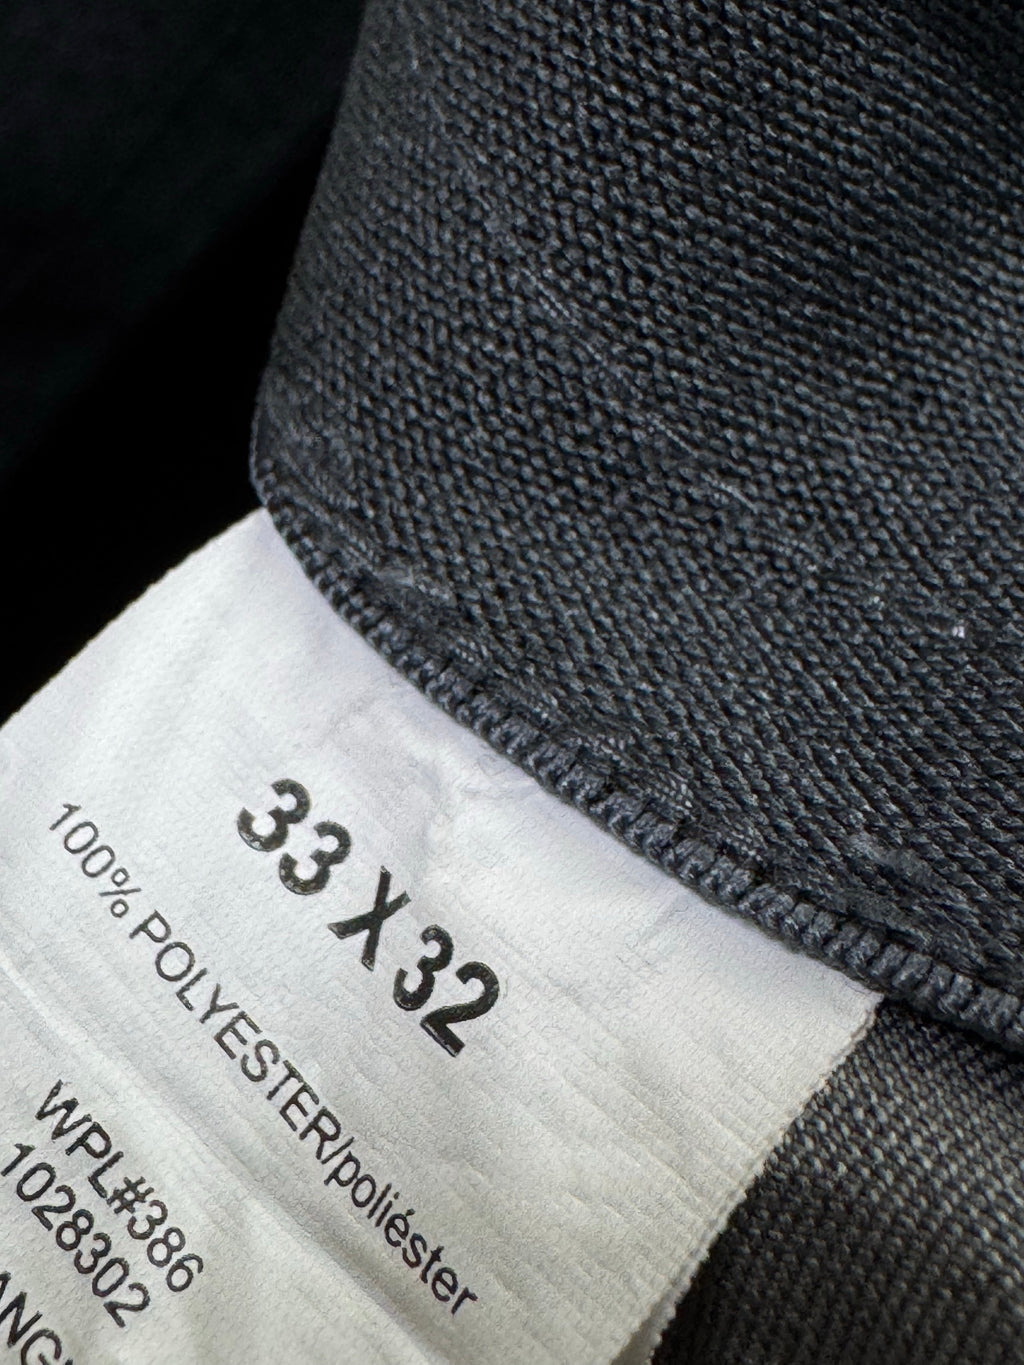 33 X 32
100% POLYESTER/poliéster
WPL#386
1028302